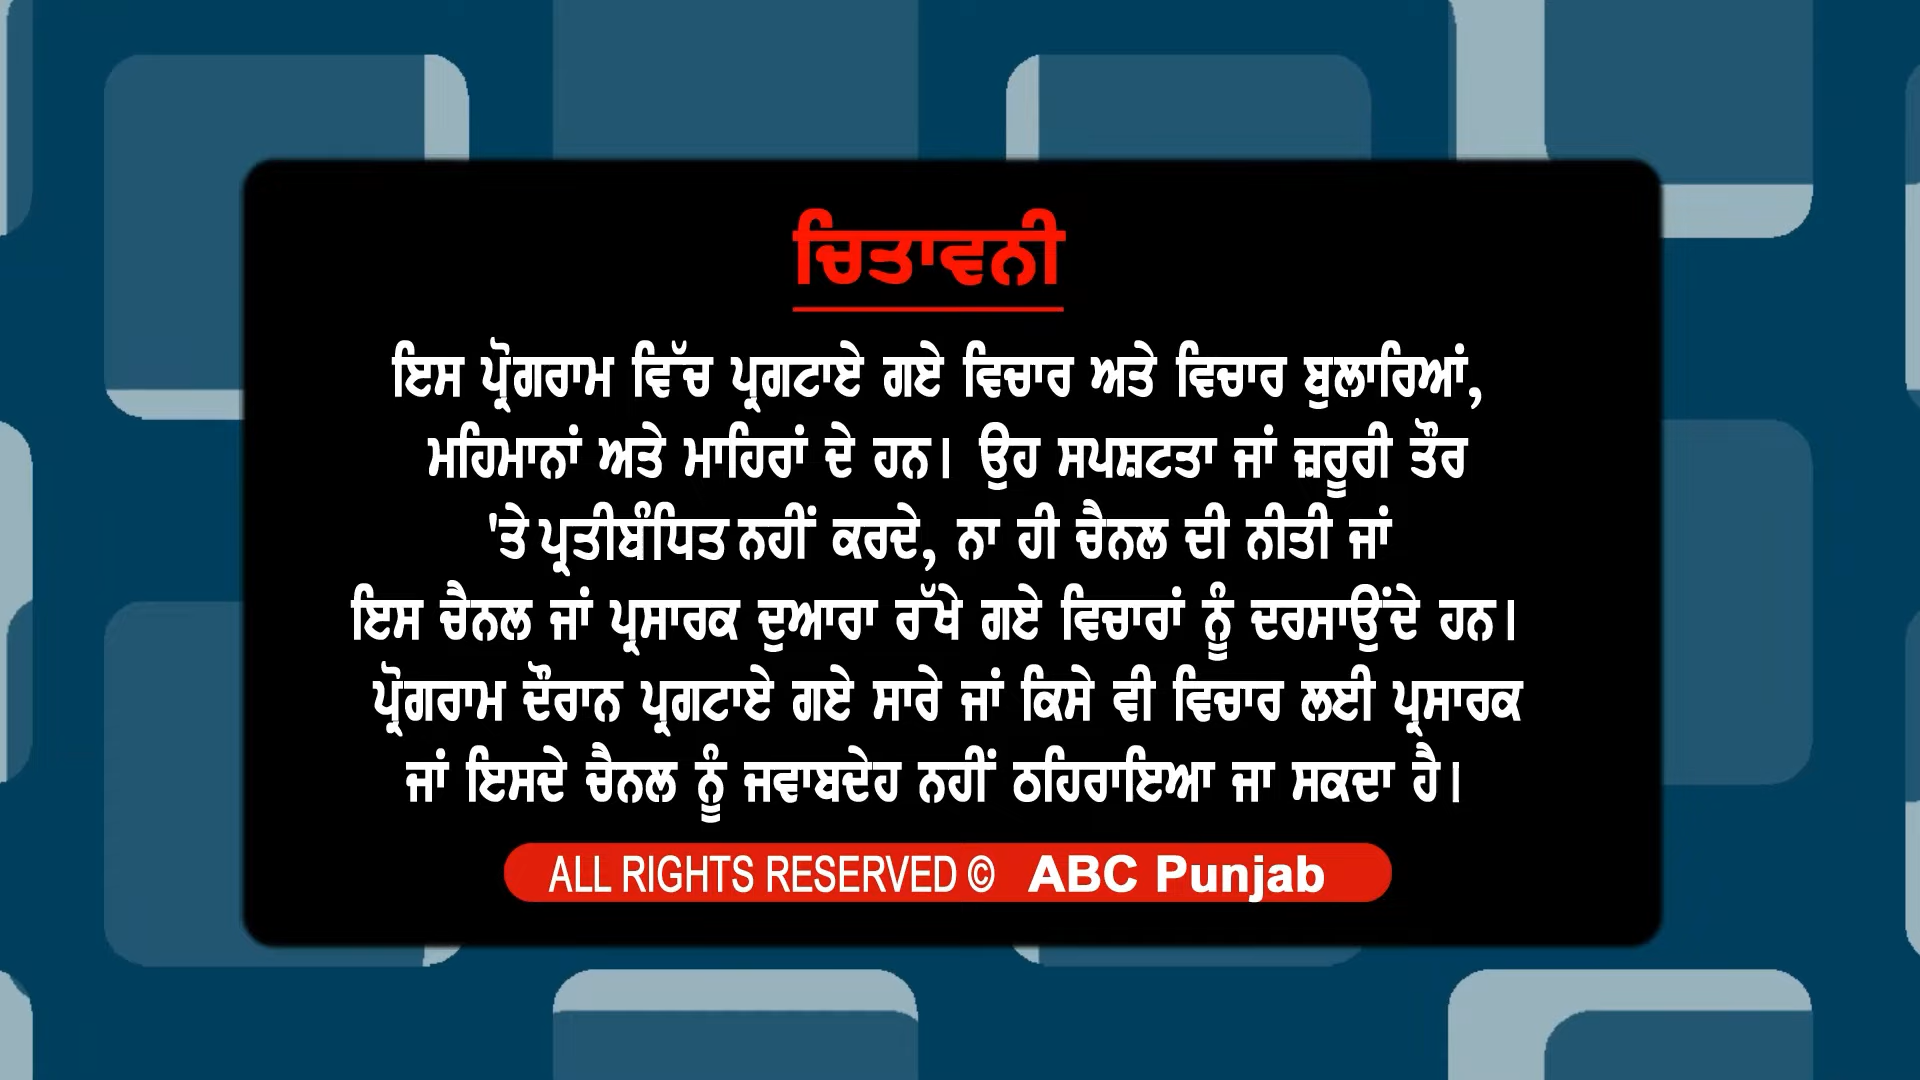 ਚਿਤਾਵਨੀ
ਇਸ ਪ੍ਰੋਗਰਾਮ ਵਿੱਚ ਪ੍ਰਗਟਾਏ ਗਏ ਵਿਚਾਰ ਅਤੇ ਵਿਚਾਰ ਬੁਲਾਰਿਆਂ,
ਮਹਿਮਾਨਾਂ ਅਤੇ ਮਾਹਿਰਾਂ ਦੇ ਹਨ। ਉਹ ਸਪਸ਼ਟਤਾ ਜਾਂ ਜ਼ਰੂਰੀ ਤੌਰ
'ਤੇ ਪ੍ਰਤੀਬੰਧਿਤ ਨਹੀਂ ਕਰਦੇ, ਨਾ ਹੀ ਚੈਨਲ ਦੀ ਨੀਤੀ ਜਾਂ
ਇਸ ਚੈਨਲ ਜਾਂ ਪ੍ਰਸਾਰਕ ਦੁਆਰਾ ਰੱਖੇ ਗਏ ਵਿਚਾਰਾਂ ਨੂੰ ਦਰਸਾਉਂਦੇ ਹਨ।
ਪ੍ਰੋਗਰਾਮ ਦੌਰਾਨ ਪ੍ਰਗਟਾਏ ਗਏ ਸਾਰੇ ਜਾਂ ਕਿਸੇ ਵੀ ਵਿਚਾਰ ਲਈ ਪ੍ਰਸਾਰਕ
ਜਾਂ ਇਸਦੇ ਚੈਨਲ ਨੂੰ ਜਵਾਬਦੇਹ ਨਹੀਂ ਠਹਿਰਾਇਆ ਜਾ ਸਕਦਾ ਹੈ।
ALL RIGHTS RESERVED © ABC Punjab